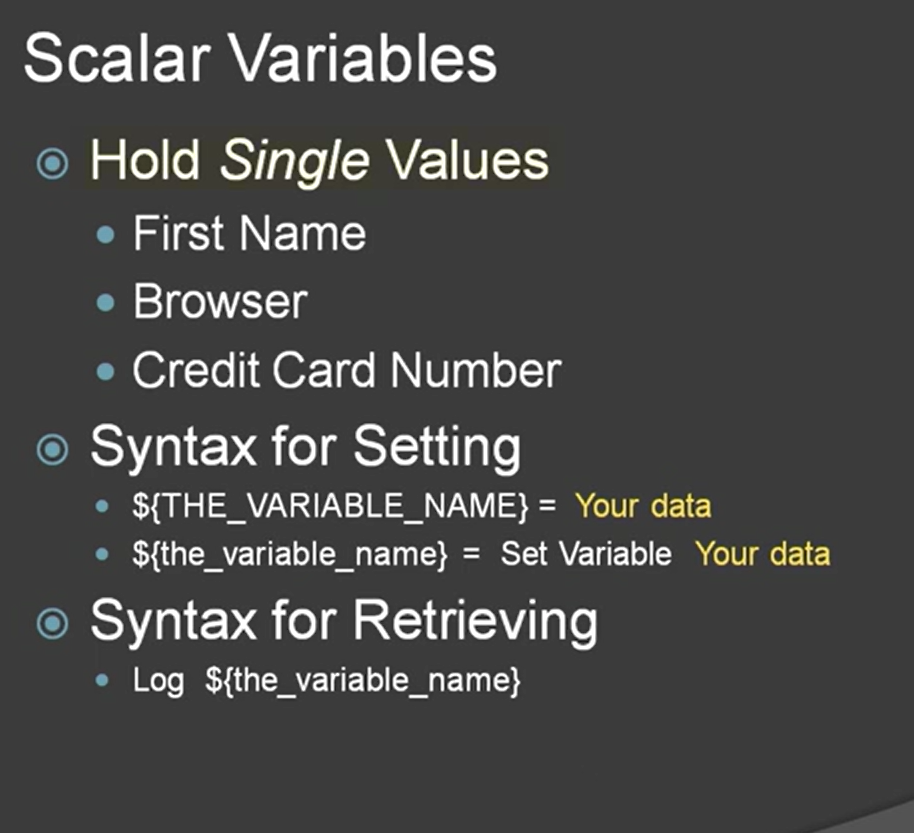 Scalar Variables
Hold Single Values
First Name
Browser
Credit Card Number
Syntax for Setting
${THE_VARIABLE_NAME} = Your data
${the_variable_name} = Set Variable Your data
Syntax for Retrieving
Log ${the_variable_name}